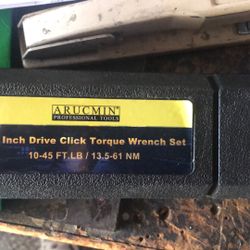 ARUCMIN
PROFESSIONAL TOOLS
Inch Drive Click Torque Wrench Set
10-45 FT.LB / 13.5-61 NM